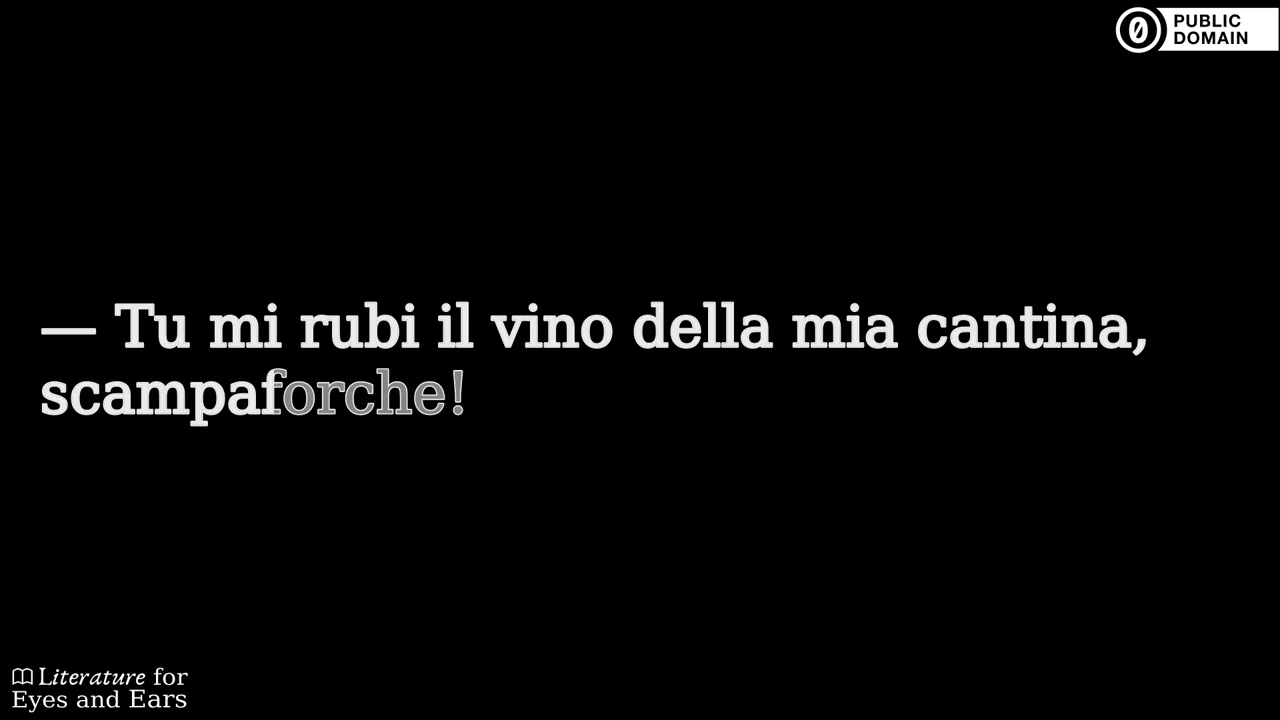 PUBLIC
DOMAIN
— Tu mi rubi il vino della mia cantina,
scampaforche!
Literature for
Eyes and Ears